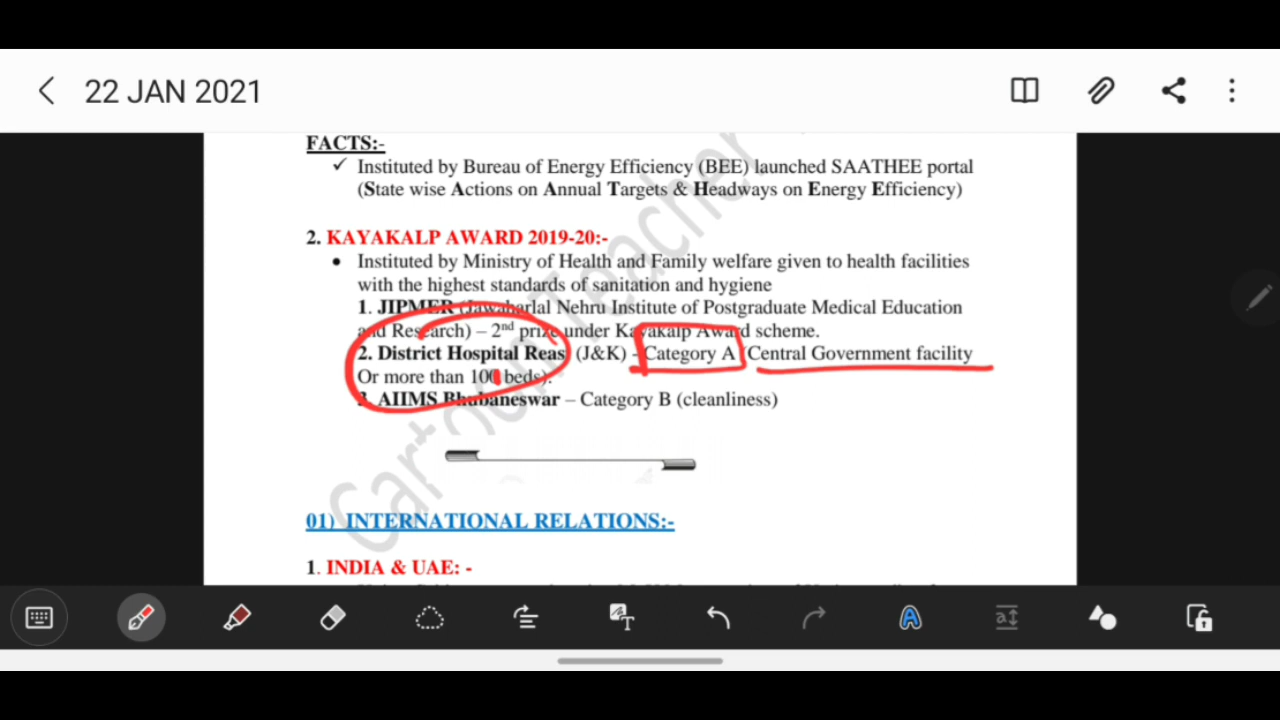 22 JAN 2021
FACTS:-
✓ Instituted by Bureau of Energy Efficiency (BEE) launched SAATHEE portal
(State wise Actions on Annual Targets & Headways on Energy Efficiency)
2. KAYAKALP AWARD 2019-20:-
• Instituted by Ministry of Health and Family welfare given to health facilities
with the highest standards of sanitation and hygiene
1. JIPMER (Jawaharlal Nehru Institute of Postgraduate Medical Education
and Research) – 2nd prize under Kayakalp Award scheme.
2. District Hospital Reasi (J&K) - Category A (Central Government facility
Or more than 100 beds).
3. AIIMS Bhubaneswar – Category B (cleanliness)
Cartoon Teacher
01) INTERNATIONAL RELATIONS:-
1. INDIA & UAE: -